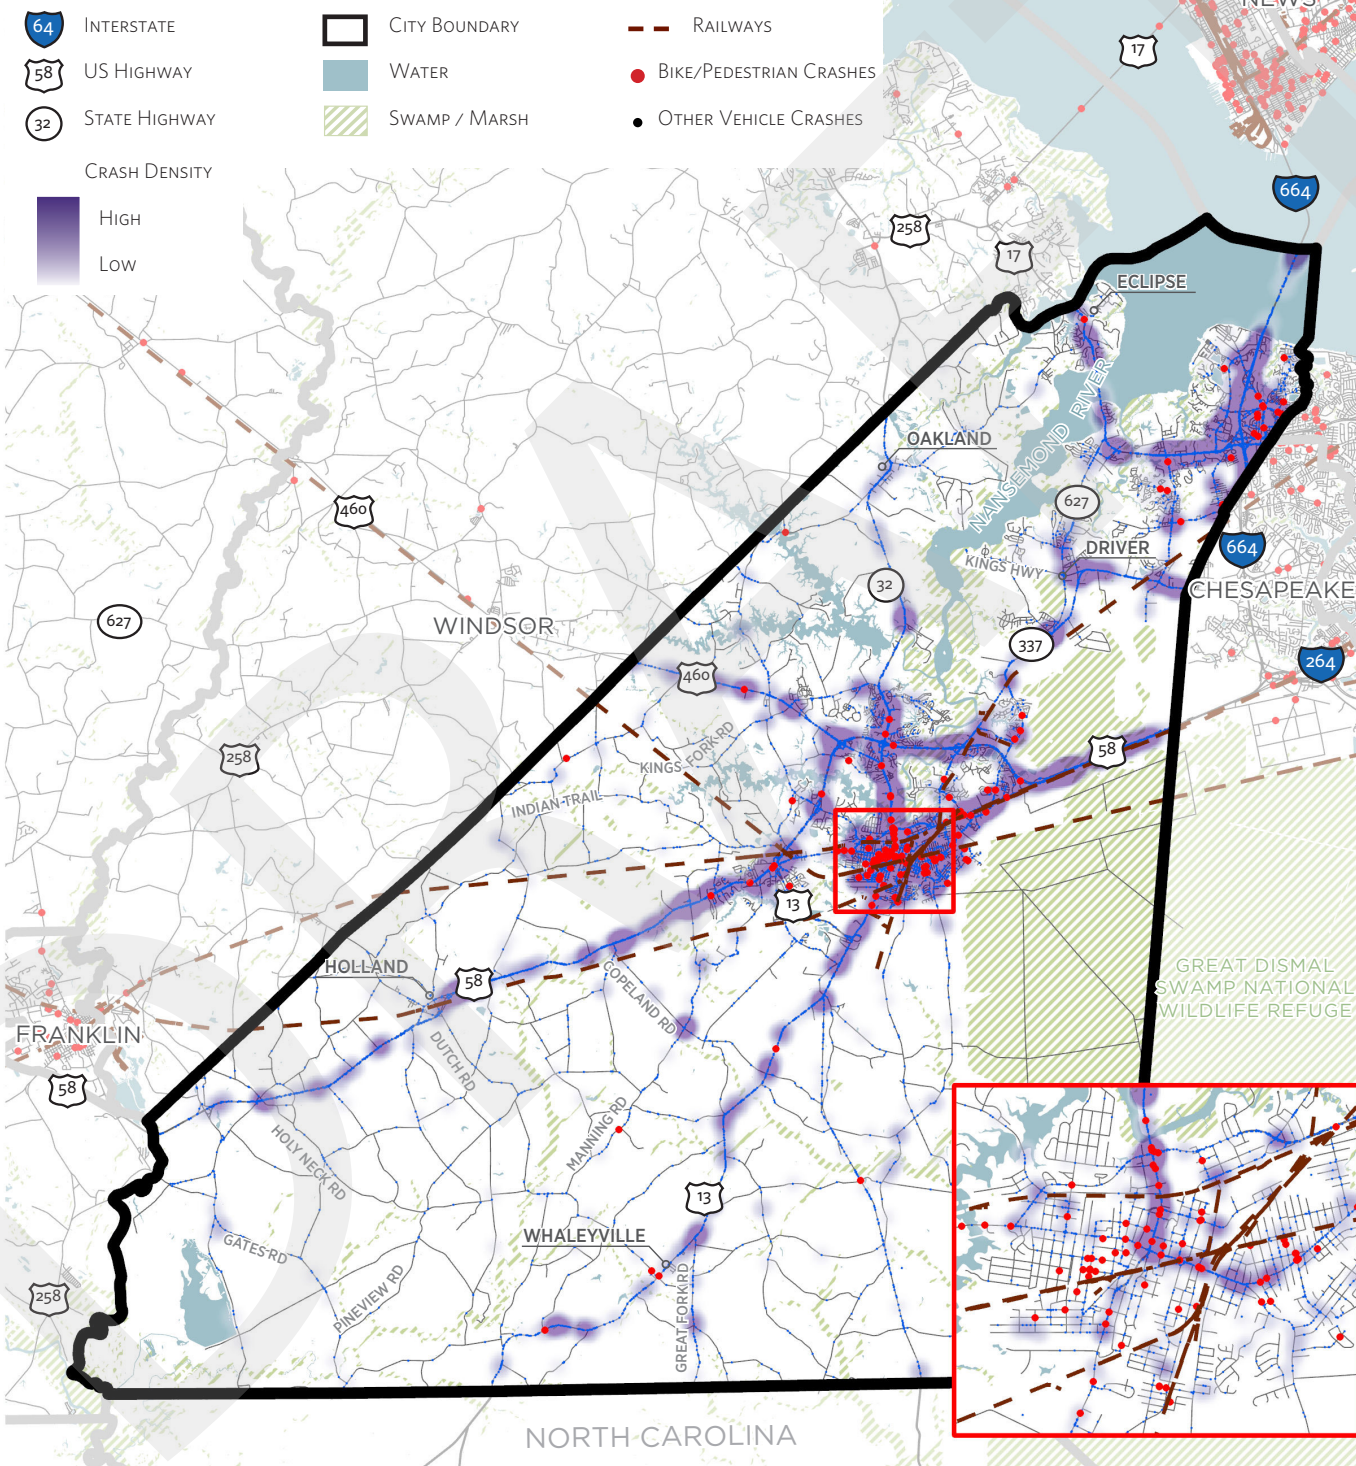 64 INTERSTATE
CITY BOUNDARY
RAILWAYS
58 US HIGHWAY
WATER
BIKE/PEDESTRIAN CRASHES
32 STATE HIGHWAY
SWAMP / MARSH
OTHER VEHICLE CRASHES
CRASH DENSITY
HIGH
LOW
NEWS
17
664
258
17
ECLIPSE
NANSEMOND RIVER
OAKLAND
460
627
DRIVER
664
KINGS HWY
32
CHESAPEAKE
627
WINDSOR
337
264
460
258
KINGS FORK RD
58
INDIAN TRAIL
13
HOLLAND
58
COPELAND RD
GREAT DISMAL
SWAMP NATIONAL
WILDLIFE REFUGE
FRANKLIN
58
DUTCH RD
MANNING RD
HOLY NECK RD
13
WHALEYVILLE
GATES RD
258
PINEVIEW RD
GREAT FORK RD
NORTH CAROLINA
DRAFT